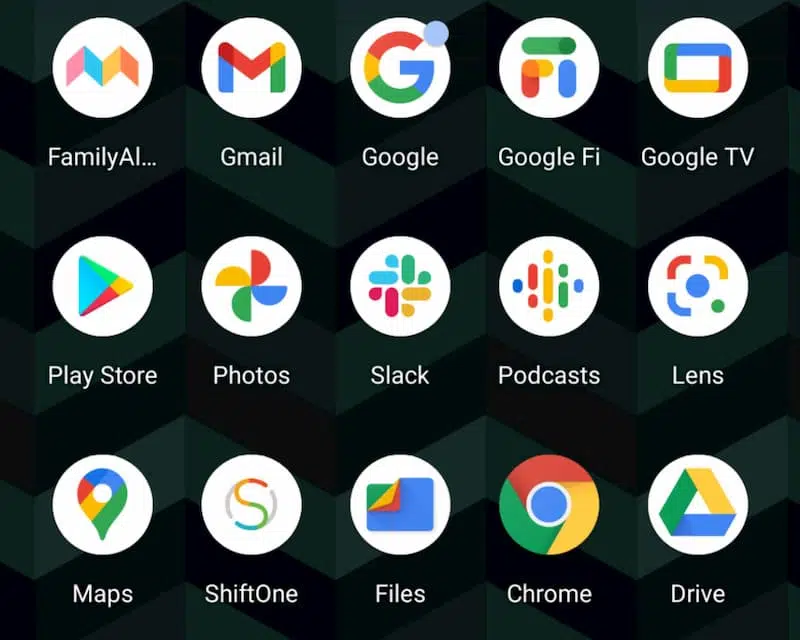 FamilyAl...
Gmail
Google
Google Fi
Google TV
Play Store
Photos
Slack
Podcasts
Lens
Maps
ShiftOne
Files
Chrome
Drive